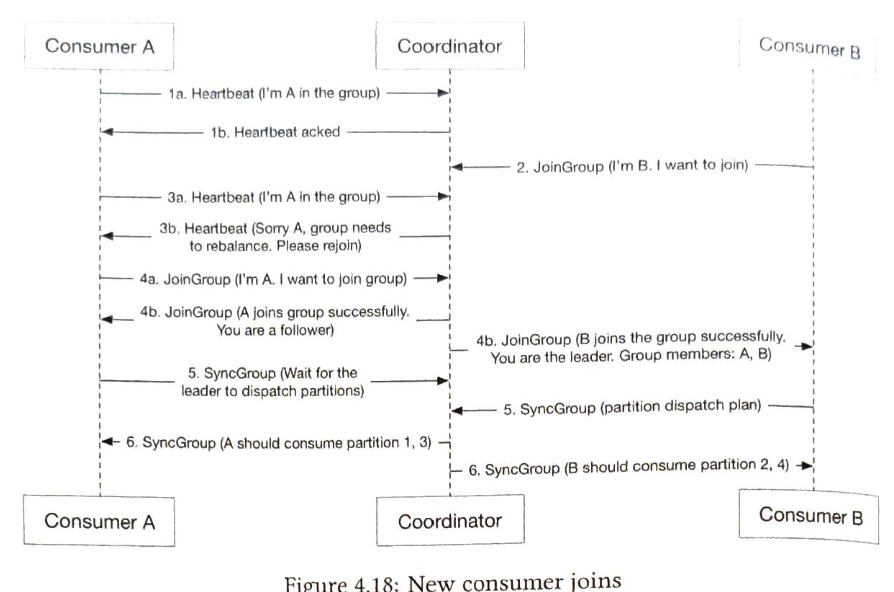 Consumer A
Coordinator
Consumer B
1a. Heartbeat (I'm A in the group)
1b. Heartbeat acked
2. JoinGroup (I'm B. I want to join)
3a. Heartbeat (I'm A in the group)
3b. Heartbeat (Sorry A, group needs
to rebalance. Please rejoin)
4a. JoinGroup (I'm A. I want to join group)
4b. JoinGroup (A joins group successfully.
You are a follower)
4b. JoinGroup (B joins the group successfully.
You are the leader. Group members: A, B)
5. SyncGroup (Wait for the
leader to dispatch partitions)
5. SyncGroup (partition dispatch plan)
6. SyncGroup (A should consume partition 1, 3)
6. SyncGroup (B should consume partition 2, 4)
Consumer A
Coordinator
Consumer B
Figure 4.18: New consumer joins